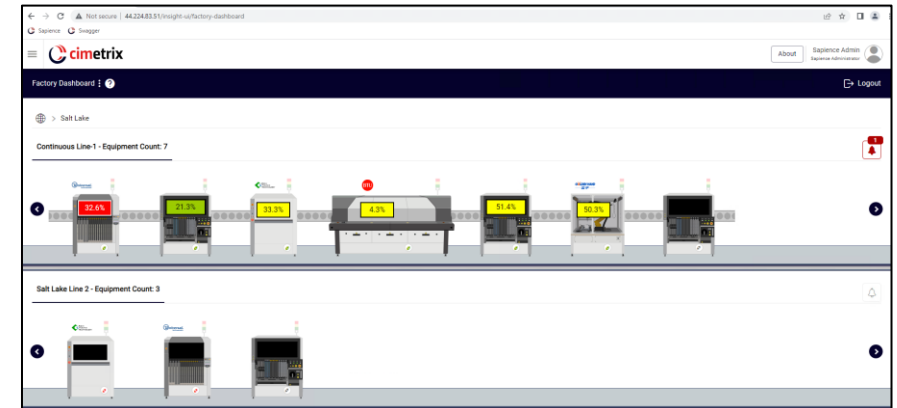 Not secure | 44.224.83.51/insight-ui/factory-dashboard
Sapience Swagger
cimetrix
About
Sapience Admin
Sapience Administrator
Factory Dashboard
Logout
> Salt Lake
Continuous Line-1 - Equipment Count: 7
1
32.6%
21.3%
33.3%
BTU
4.3%
51.4%
50.3%
Salt Lake Line 2 - Equipment Count: 3